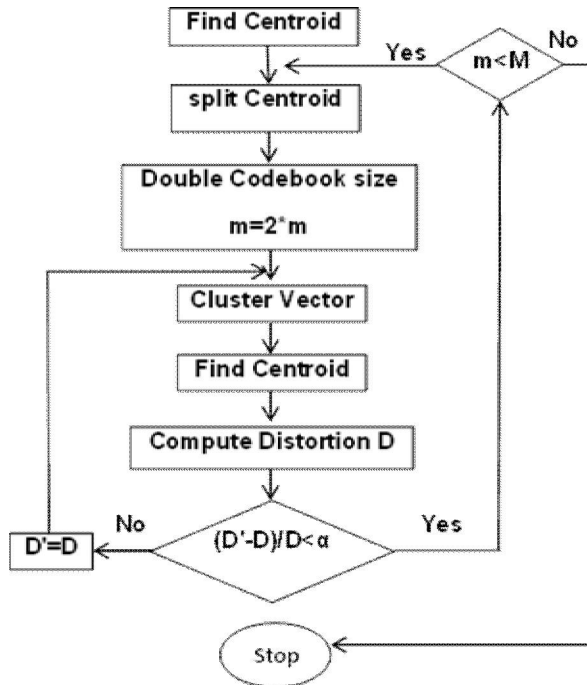 Find Centroid
Yes
No
m<M
split Centroid
Double Codebook size
m=2*m
Cluster Vector
Find Centroid
Compute Distortion D
No
Yes
D'=D
(D'-D)/D<α
Stop